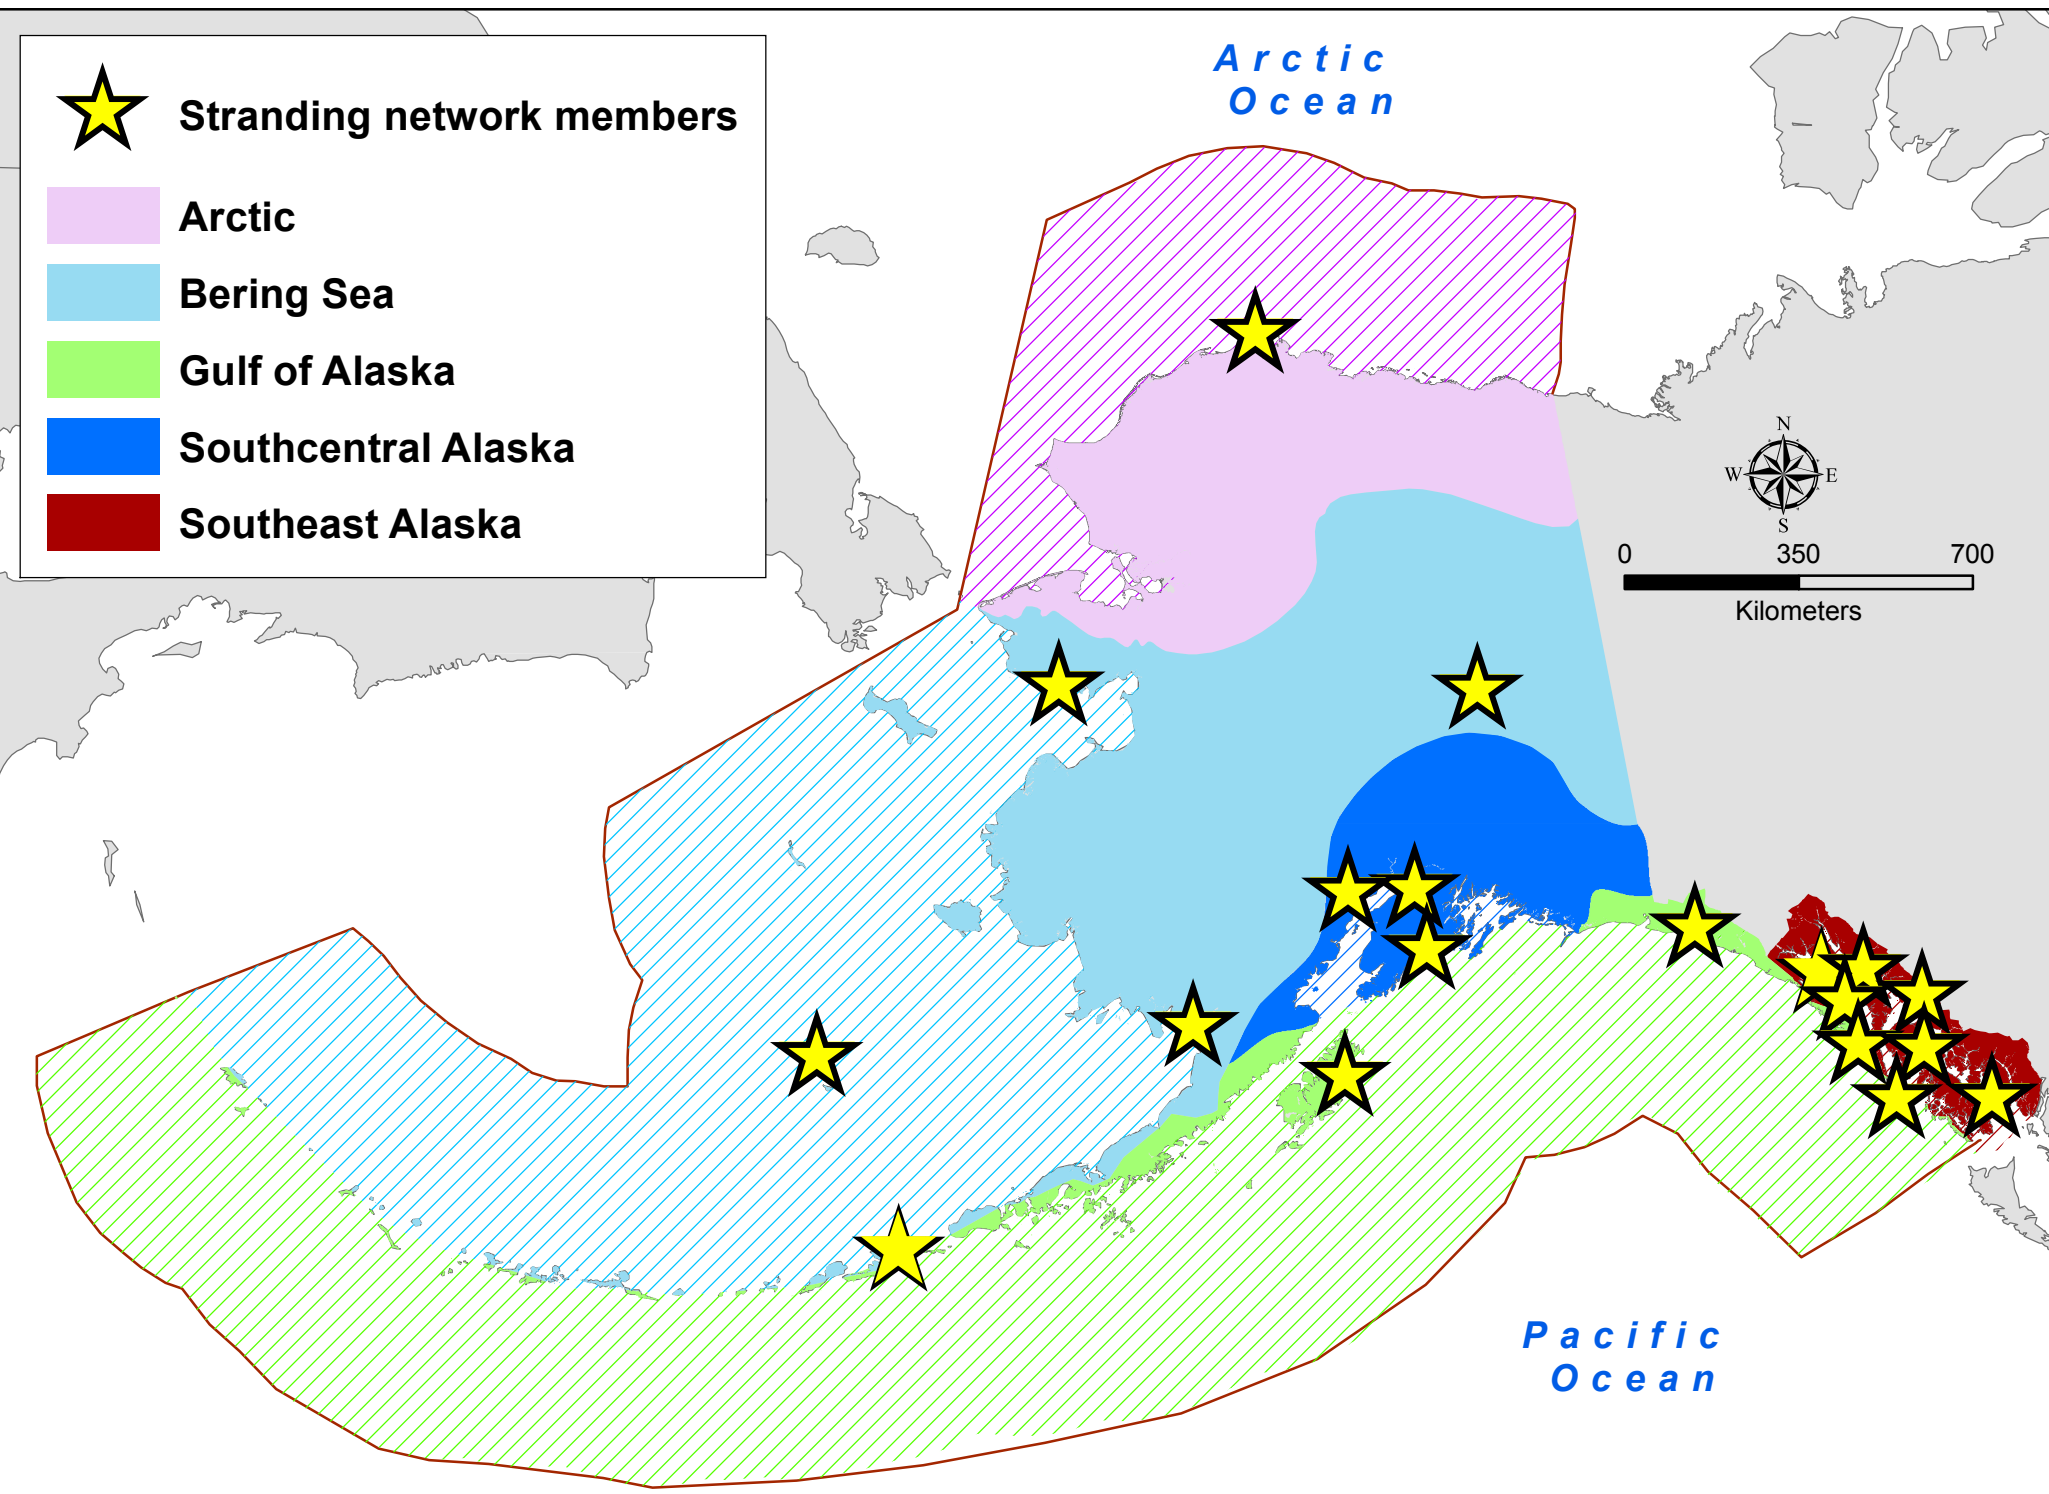 Arctic
Ocean
Stranding network members
Arctic
Bering Sea
Gulf of Alaska
Southcentral Alaska
Southeast Alaska
N
W E
S
0 350 700
Kilometers
Pacific
Ocean